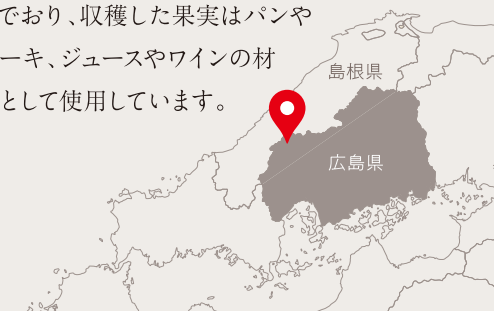 でおり、収穫した果実はパンや
ーキ、ジュースやワインの材
として使用しています。
島根県
広島県